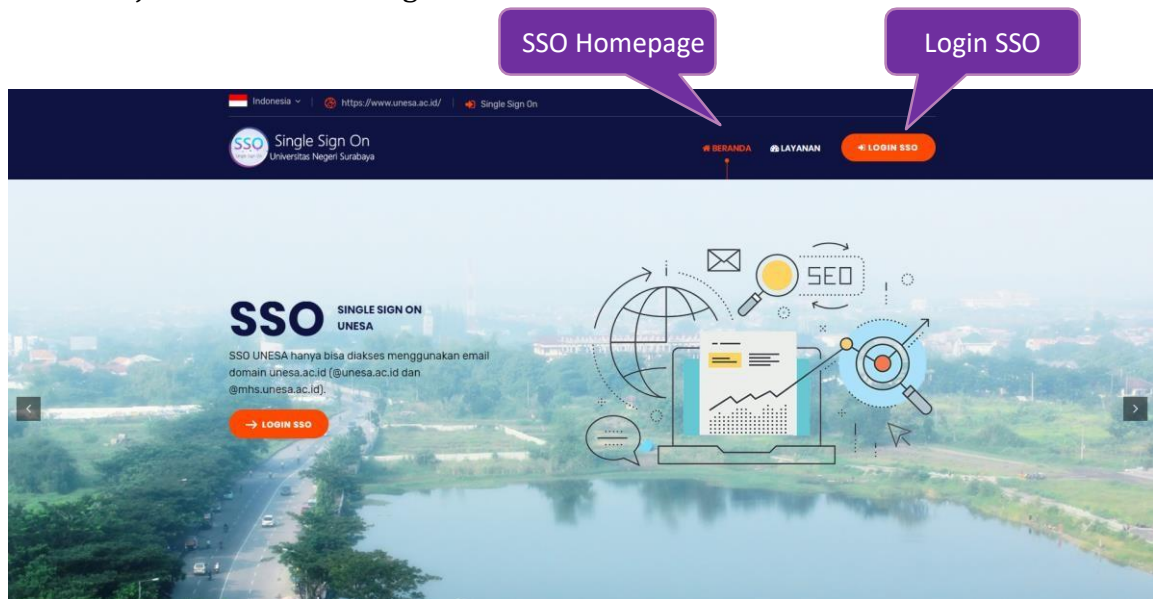 SSO Homepage
Login SSO
Indonesia
https://www.unesa.ac.id/
Single Sign On
SSO
Single Sign On
Universitas Negeri Surabaya
BERANDA
LAYANAN
LOGIN SSO
SEO
SSO
SINGLE SIGN ON
UNESA
SSO UNESA hanya bisa diakses menggunakan email
domain unesa.ac.id (@unesa.ac.id dan
@mhs.unesa.ac.id).
LOGIN SSO